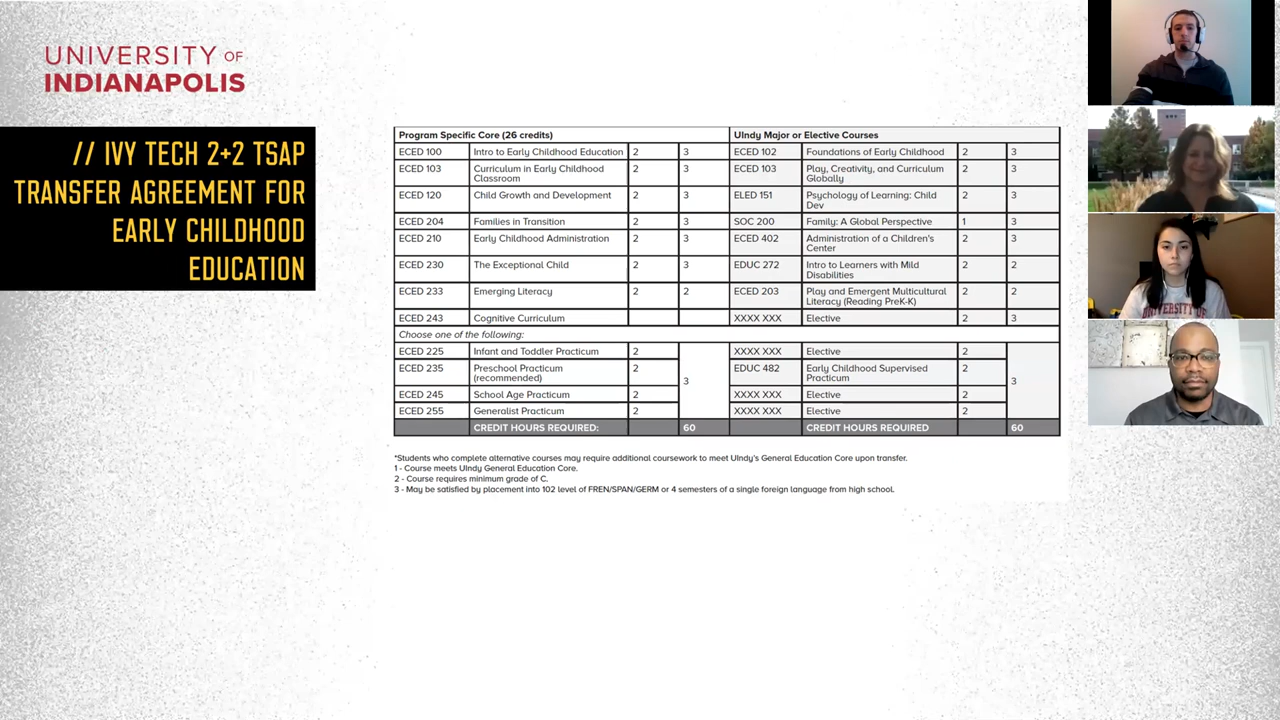 UNIVERSITY OF
INDIANAPOLIS
// IVY TECH 2+2 TSAP
TRANSFER AGREEMENT FOR
EARLY CHILDHOOD
EDUCATION
Program Specific Core (26 credits) UIndy Major or Elective Courses
ECED 100 Intro to Early Childhood Education 2 3 ECED 102 Foundations of Early Childhood 2 3
ECED 103 Curriculum in Early Childhood Classroom 2 3 ECED 103 Play, Creativity, and Curriculum Globally 2 3
ECED 120 Child Growth and Development 2 3 ELED 151 Psychology of Learning: Child Dev 2 3
ECED 204 Families in Transition 2 3 SOC 200 Family: A Global Perspective 1 3
ECED 210 Early Childhood Administration 2 3 ECED 402 Administration of a Children's Center 2 3
ECED 230 The Exceptional Child 2 3 EDUC 272 Intro to Learners with Mild Disabilities 2 2
ECED 233 Emerging Literacy 2 2 ECED 203 Play and Emergent Multicultural Literacy (Reading PreK-K) 2 2
ECED 243 Cognitive Curriculum XXXX XXX Elective 2 3
Choose one of the following:
ECED 225 Infant and Toddler Practicum 2 XXXX XXX Elective 2
ECED 235 Preschool Practicum (recommended) 2 3 EDUC 482 Early Childhood Supervised Practicum 2 3
ECED 245 School Age Practicum 2 XXXX XXX Elective 2
ECED 255 Generalist Practicum 2 XXXX XXX Elective 2
CREDIT HOURS REQUIRED: 60 CREDIT HOURS REQUIRED 60
*Students who complete alternative courses may require additional coursework to meet UIndy's General Education Core upon transfer.
1 - Course meets UIndy General Education Core.
2 - Course requires minimum grade of C.
3 - May be satisfied by placement into 102 level of FREN/SPAN/GERM or 4 semesters of a single foreign language from high school.